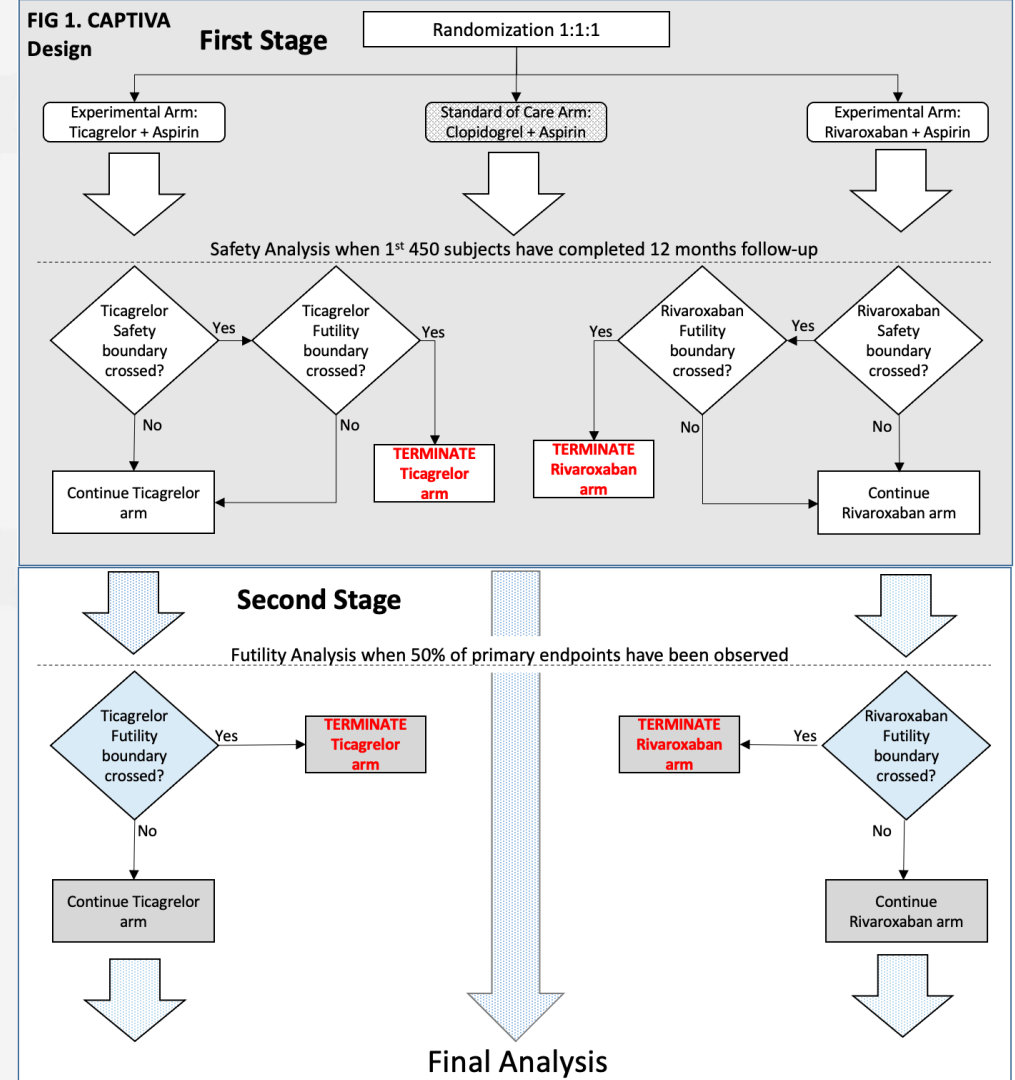 FIG 1. CAPTIVA
Design
First Stage
Randomization 1:1:1
Experimental Arm:
Ticagrelor + Aspirin
Standard of Care Arm:
Clopidogrel + Aspirin
Experimental Arm:
Rivaroxaban + Aspirin
Safety Analysis when 1st 450 subjects have completed 12 months follow-up
Ticagrelor
Safety
boundary
crossed?
Yes
Ticagrelor
Futility
boundary
crossed?
Yes
Yes
Rivaroxaban
Futility
boundary
crossed?
Yes
Rivaroxaban
Safety
boundary
crossed?
No
No
No
No
TERMINATE
Ticagrelor
arm
TERMINATE
Rivaroxaban
arm
Continue Ticagrelor
arm
Continue
Rivaroxaban arm
Second Stage
Futility Analysis when 50% of primary endpoints have been observed
Ticagrelor
Futility
boundary
crossed?
Yes
TERMINATE
Ticagrelor
arm
TERMINATE
Rivaroxaban
arm
Yes
Rivaroxaban
Futility
boundary
crossed?
No
No
Continue Ticagrelor
arm
Continue
Rivaroxaban arm
Final Analysis